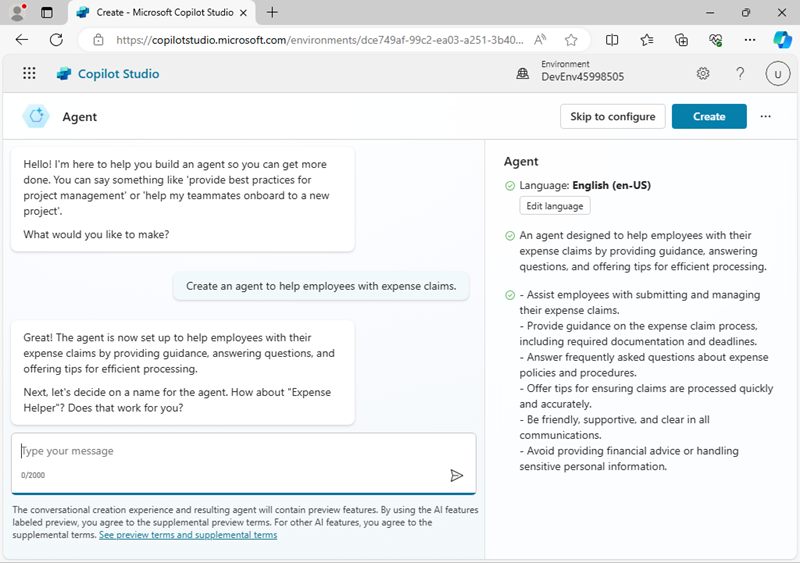 Create - Microsoft Copilot Studio
https://copilotstudio.microsoft.com/environments/dce749af-99c2-ea03-a251-3b40...
Copilot Studio
Environment
DevEnv45998505
U
Agent
Skip to configure
Create
Hello! I'm here to help you build an agent so you can get more
done. You can say something like 'provide best practices for
project management' or 'help my teammates onboard to a new
project'.
What would you like to make?
Create an agent to help employees with expense claims.
Great! The agent is now set up to help employees with their
expense claims by providing guidance, answering questions, and
offering tips for efficient processing.
Next, let's decide on a name for the agent. How about "Expense
Helper"? Does that work for you?
Type your message
0/2000
The conversational creation experience and resulting agent will contain preview features. By using the AI features
labeled preview, you agree to the supplemental preview terms. For other AI features, you agree to the
supplemental terms. See preview terms and supplemental terms
Agent
Language: English (en-US)
Edit language
An agent designed to help employees with their
expense claims by providing guidance, answering
questions, and offering tips for efficient processing.
- Assist employees with submitting and managing
their expense claims.
- Provide guidance on the expense claim process,
including required documentation and deadlines.
- Answer frequently asked questions about expense
policies and procedures.
- Offer tips for ensuring claims are processed quickly
and accurately.
- Be friendly, supportive, and clear in all
communications.
- Avoid providing financial advice or handling
sensitive personal information.